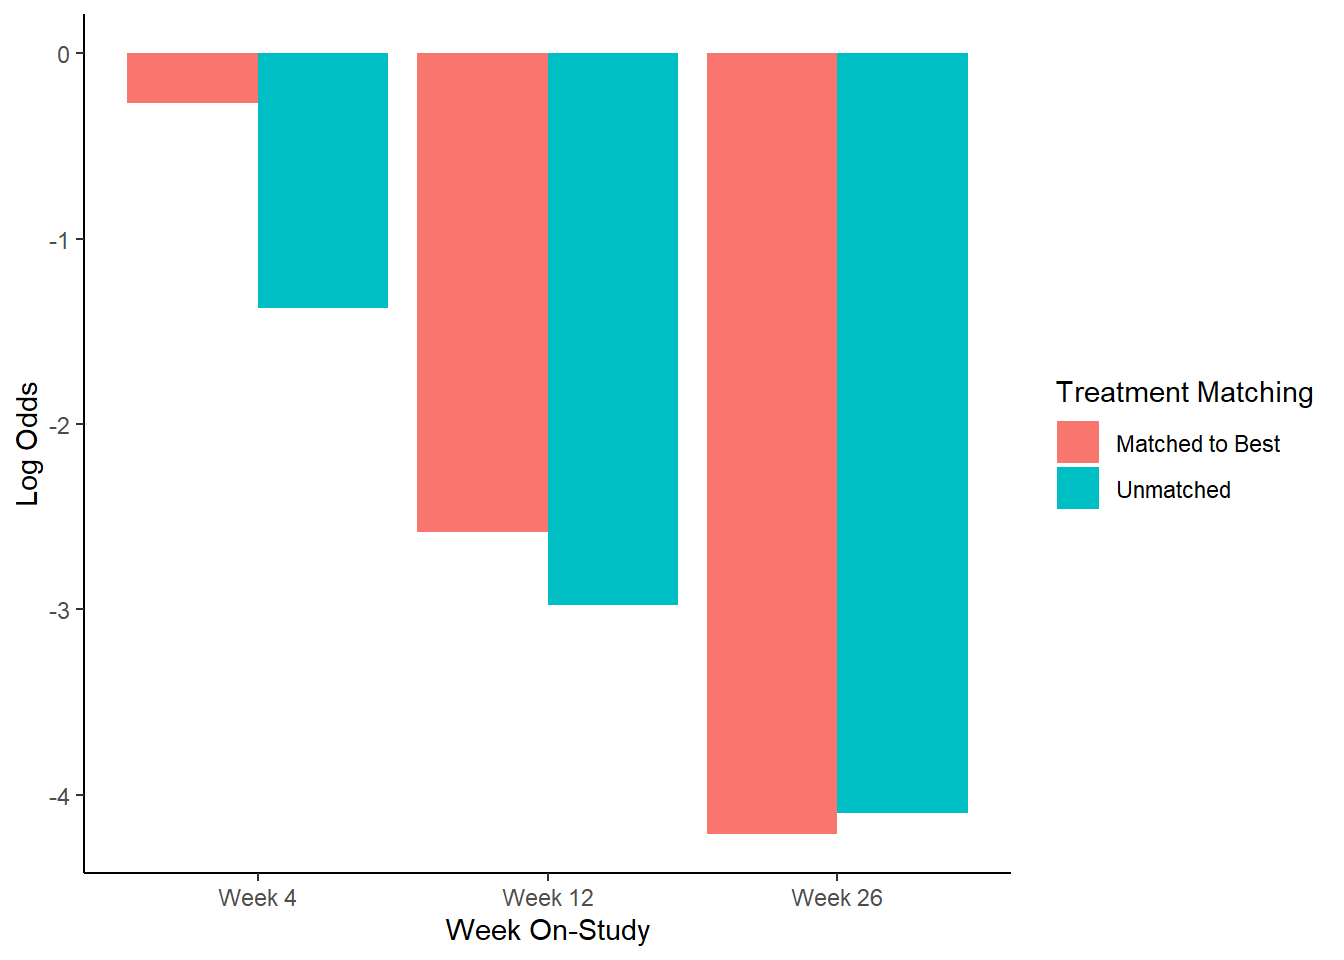 0
-1
-2
-3
-4
Log Odds
Week 4
Week 12
Week 26
Week On-Study
Treatment Matching
Matched to Best
Unmatched